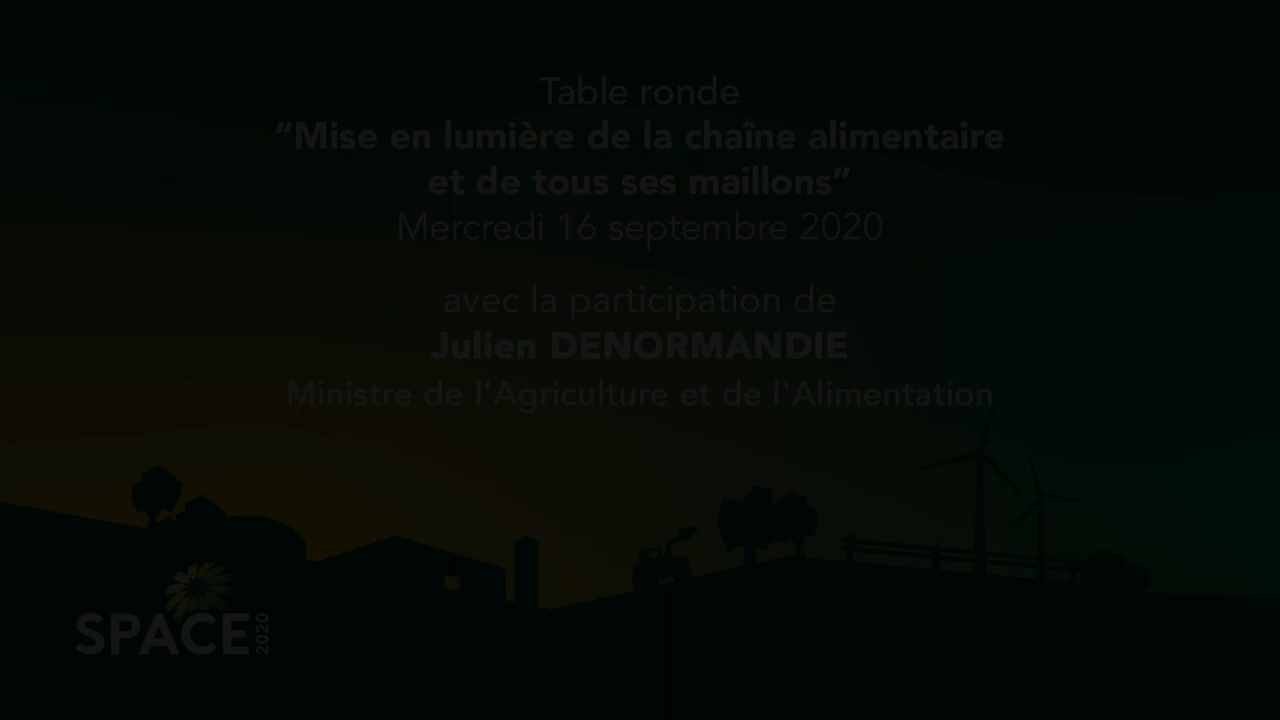 Table ronde
“Mise en lumière de la chaîne alimentaire
et de tous ses maillons”
Mercredi 16 septembre 2020
avec la participation de
Julien DENORMANDIE
Ministre de l'Agriculture et de l'Alimentation
SPACE 2020